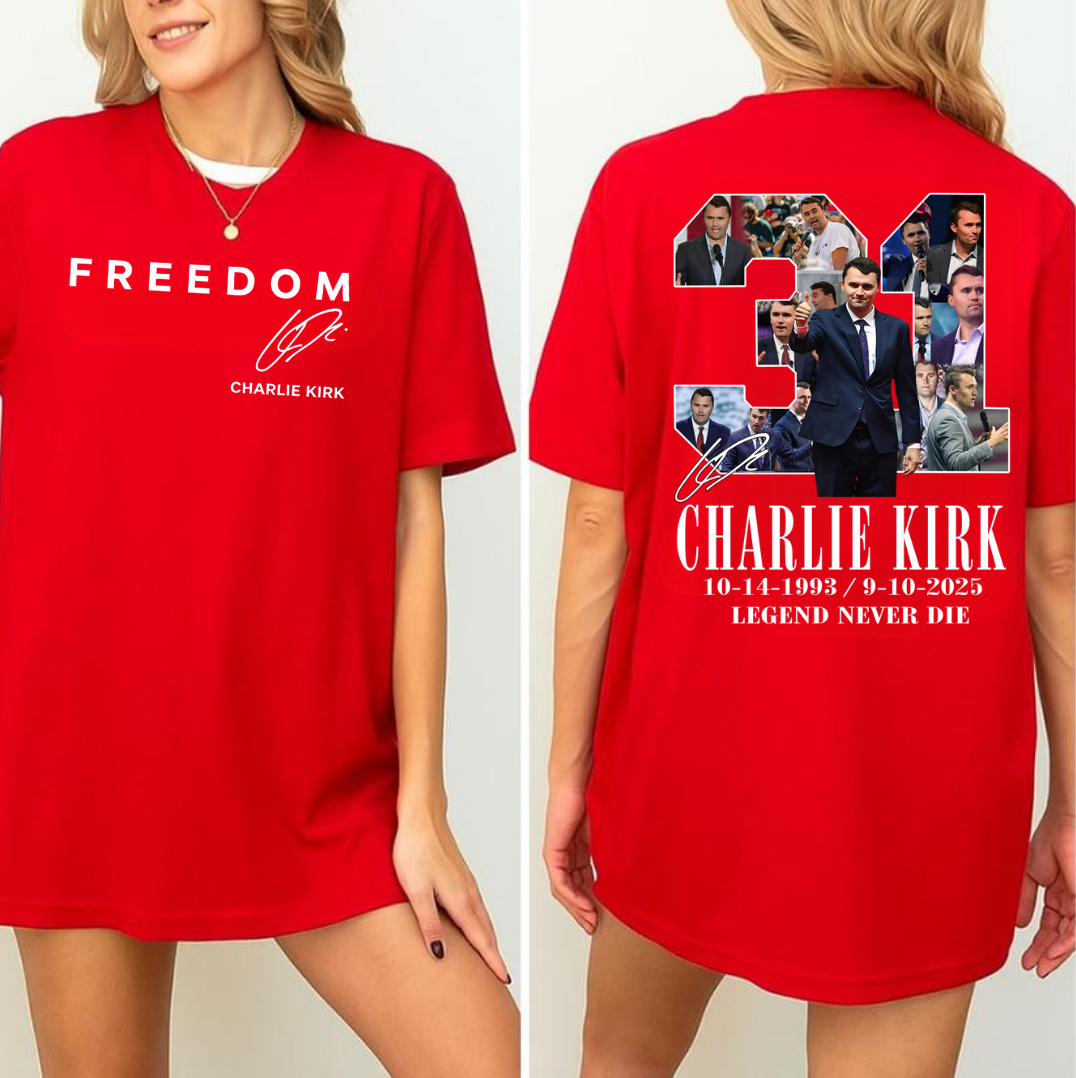 FREEDOM
CHARLIE KIRK
31
CHARLIE KIRK
10-14-1993 / 9-10-2025
LEGEND NEVER DIE